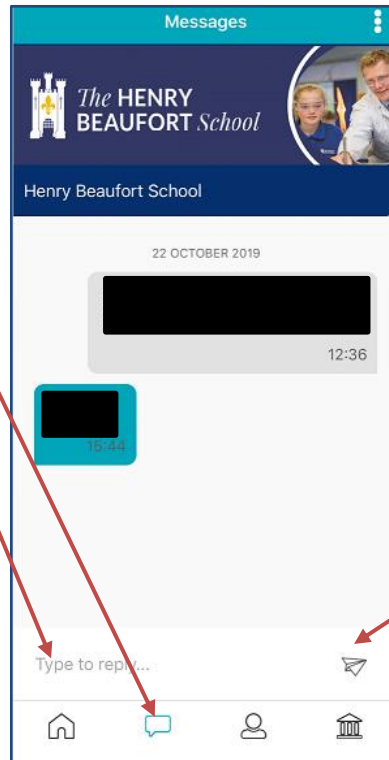 Messages
The HENRY
BEAUFORT School
Henry Beaufort School
22 OCTOBER 2019
12:36
15:44
Type to reply...